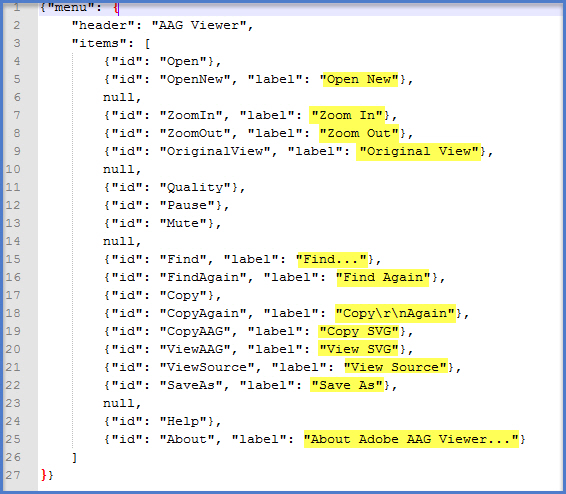 1 {"menu": {
2 "header": "AAG Viewer",
3 "items": [
4 {"id": "Open"},
5 {"id": "OpenNew", "label": "Open New"},
6 null,
7 {"id": "ZoomIn", "label": "Zoom In"},
8 {"id": "ZoomOut", "label": "Zoom Out"},
9 {"id": "OriginalView", "label": "Original View"},
10 null,
11 {"id": "Quality"},
12 {"id": "Pause"},
13 {"id": "Mute"},
14 null,
15 {"id": "Find", "label": "Find..."},
16 {"id": "FindAgain", "label": "Find Again"},
17 {"id": "Copy"},
18 {"id": "CopyAgain", "label": "Copy\r\nAgain"},
19 {"id": "CopyAAG", "label": "Copy SVG"},
20 {"id": "ViewAAG", "label": "View SVG"},
21 {"id": "ViewSource", "label": "View Source"},
22 {"id": "SaveAs", "label": "Save As"},
23 null,
24 {"id": "Help"},
25 {"id": "About", "label": "About Adobe AAG Viewer..."}
26 ]
27 }}